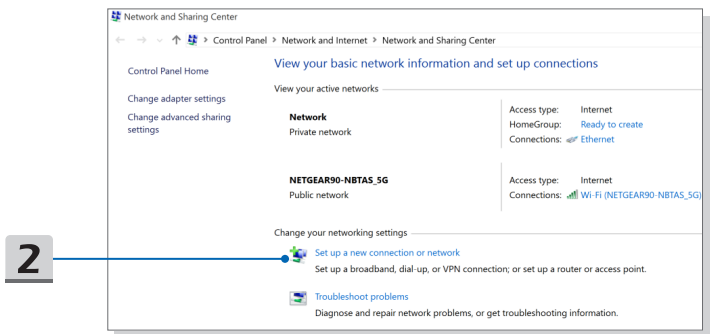 Network and Sharing Center
Control Panel > Network and Internet > Network and Sharing Center
Control Panel Home
Change adapter settings
Change advanced sharing
settings
View your basic network information and set up connections
View your active networks
Network
Private network
Access type: Internet
HomeGroup: Ready to create
Connections: Ethernet
NETGEAR90-NBTAS_5G
Public network
Access type: Internet
Connections: Wi-Fi (NETGEAR90-NBTAS_5G)
Change your networking settings
2
Set up a new connection or network
Set up a broadband, dial-up, or VPN connection; or set up a router or access point.
Troubleshoot problems
Diagnose and repair network problems, or get troubleshooting information.